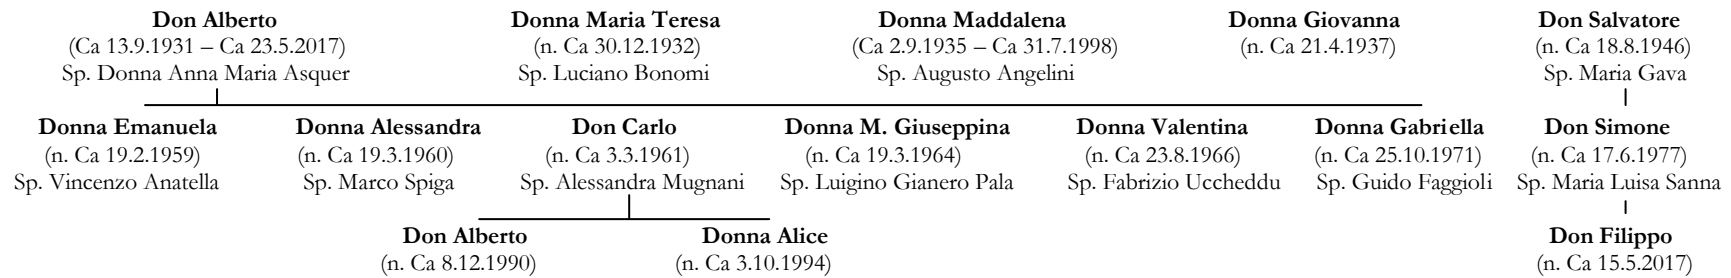 Don Alberto Donna Maria Teresa Donna Maddalena Donna Giovanna Don Salvatore
(Ca 13.9.1931 – Ca 23.5.2017) (n. Ca 30.12.1932) (Ca 2.9.1935 – Ca 31.7.1998) (n. Ca 21.4.1937) (n. Ca 18.8.1946)
Sp. Donna Anna Maria Asquer Sp. Luciano Bonomi Sp. Augusto Angelini Sp. Maria Gava
Donna Emanuela Donna Alessandra Don Carlo Donna M. Giuseppina Donna Valentina Donna Gabriella Don Simone
(n. Ca 19.2.1959) (n. Ca 19.3.1960) (n. Ca 3.3.1961) (n. Ca 19.3.1964) (n. Ca 23.8.1966) (n. Ca 25.10.1971) (n. Ca 17.6.1977)
Sp. Vincenzo Anatella Sp. Marco Spiga Sp. Alessandra Mugnani Sp. Luigino Gianero Pala Sp. Fabrizio Uccheddu Sp. Guido Faggioli Sp. Maria Luisa Sanna
Don Alberto Donna Alice Don Filippo
(n. Ca 8.12.1990) (n. Ca 3.10.1994) (n. Ca 15.5.2017)